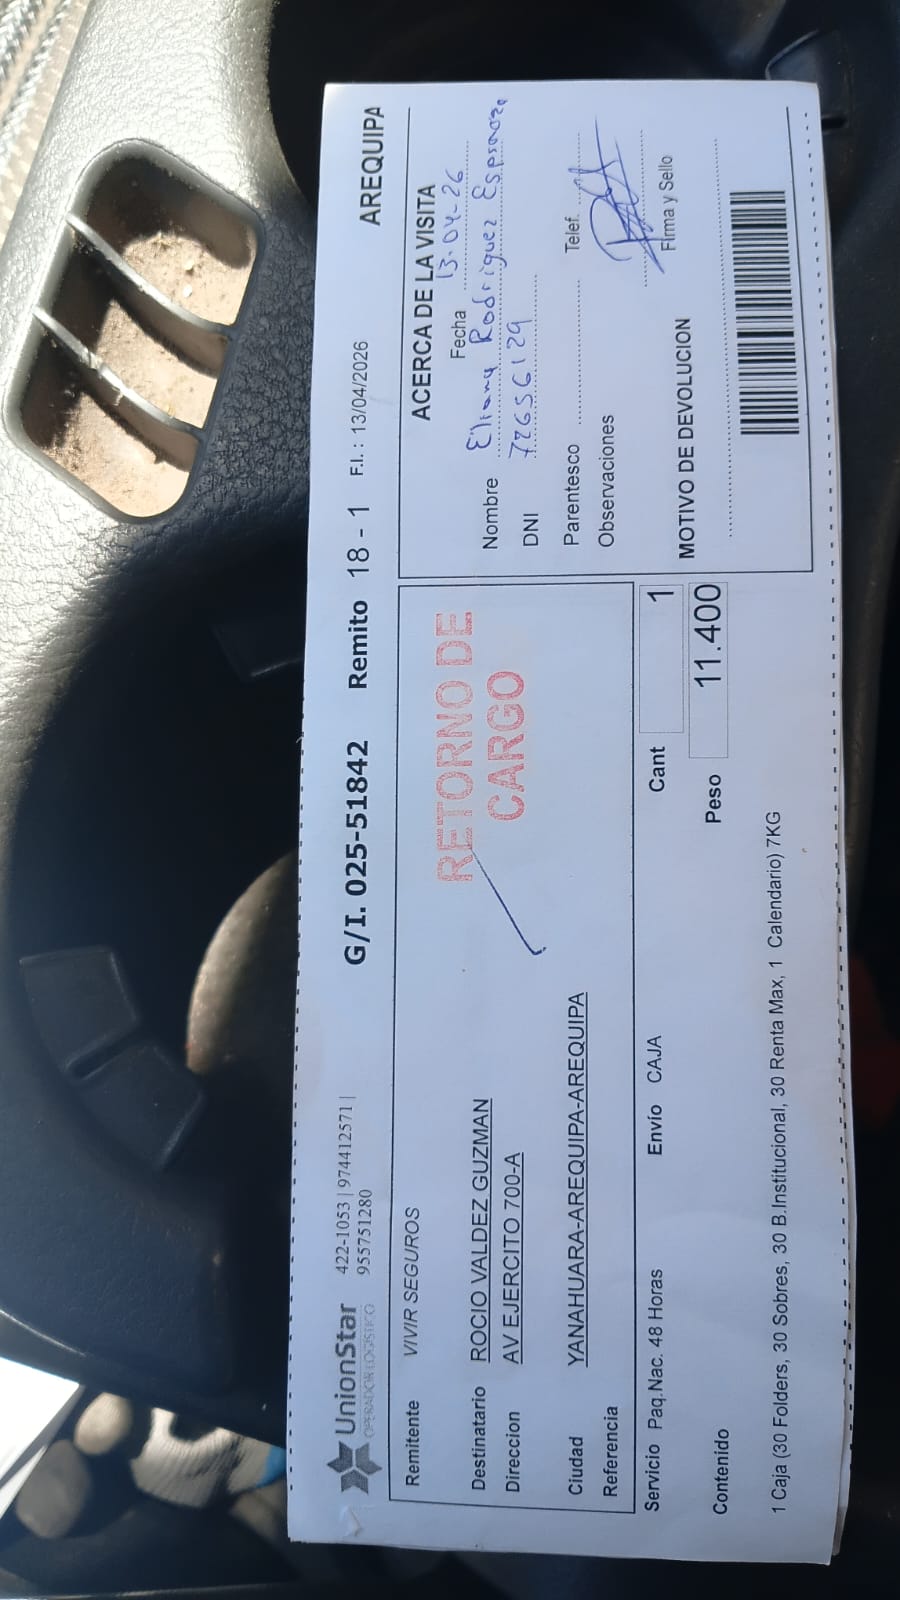 UnionStar
OPERADOR LOGÍSTICO
422-1053 | 974412571 |
955751280
G/I. 025-51842 Remito 18 - 1 F.I. : 13/04/2026 AREQUIPA
Remitente VIVIR SEGUROS
Destinatario ROCIO VALDEZ GUZMAN
Direccion AV EJERCITO 700-A
Ciudad YANAHUARA-AREQUIPA-AREQUIPA
Referencia
RETORNO DE
CARGO
Servicio Paq.Nac. 48 Horas Envío CAJA Cant 1
Peso 11.400
Contenido
1 Caja (30 Folders, 30 Sobres, 30 B.Institucional, 30 Renta Max, 1 Calendario) 7KG
ACERCA DE LA VISITA
Fecha 13-04-26
Nombre Eliany Rodriguez
DNI
Parentesco Telef.
Observaciones
Firma y Sello
MOTIVO DE DEVOLUCION